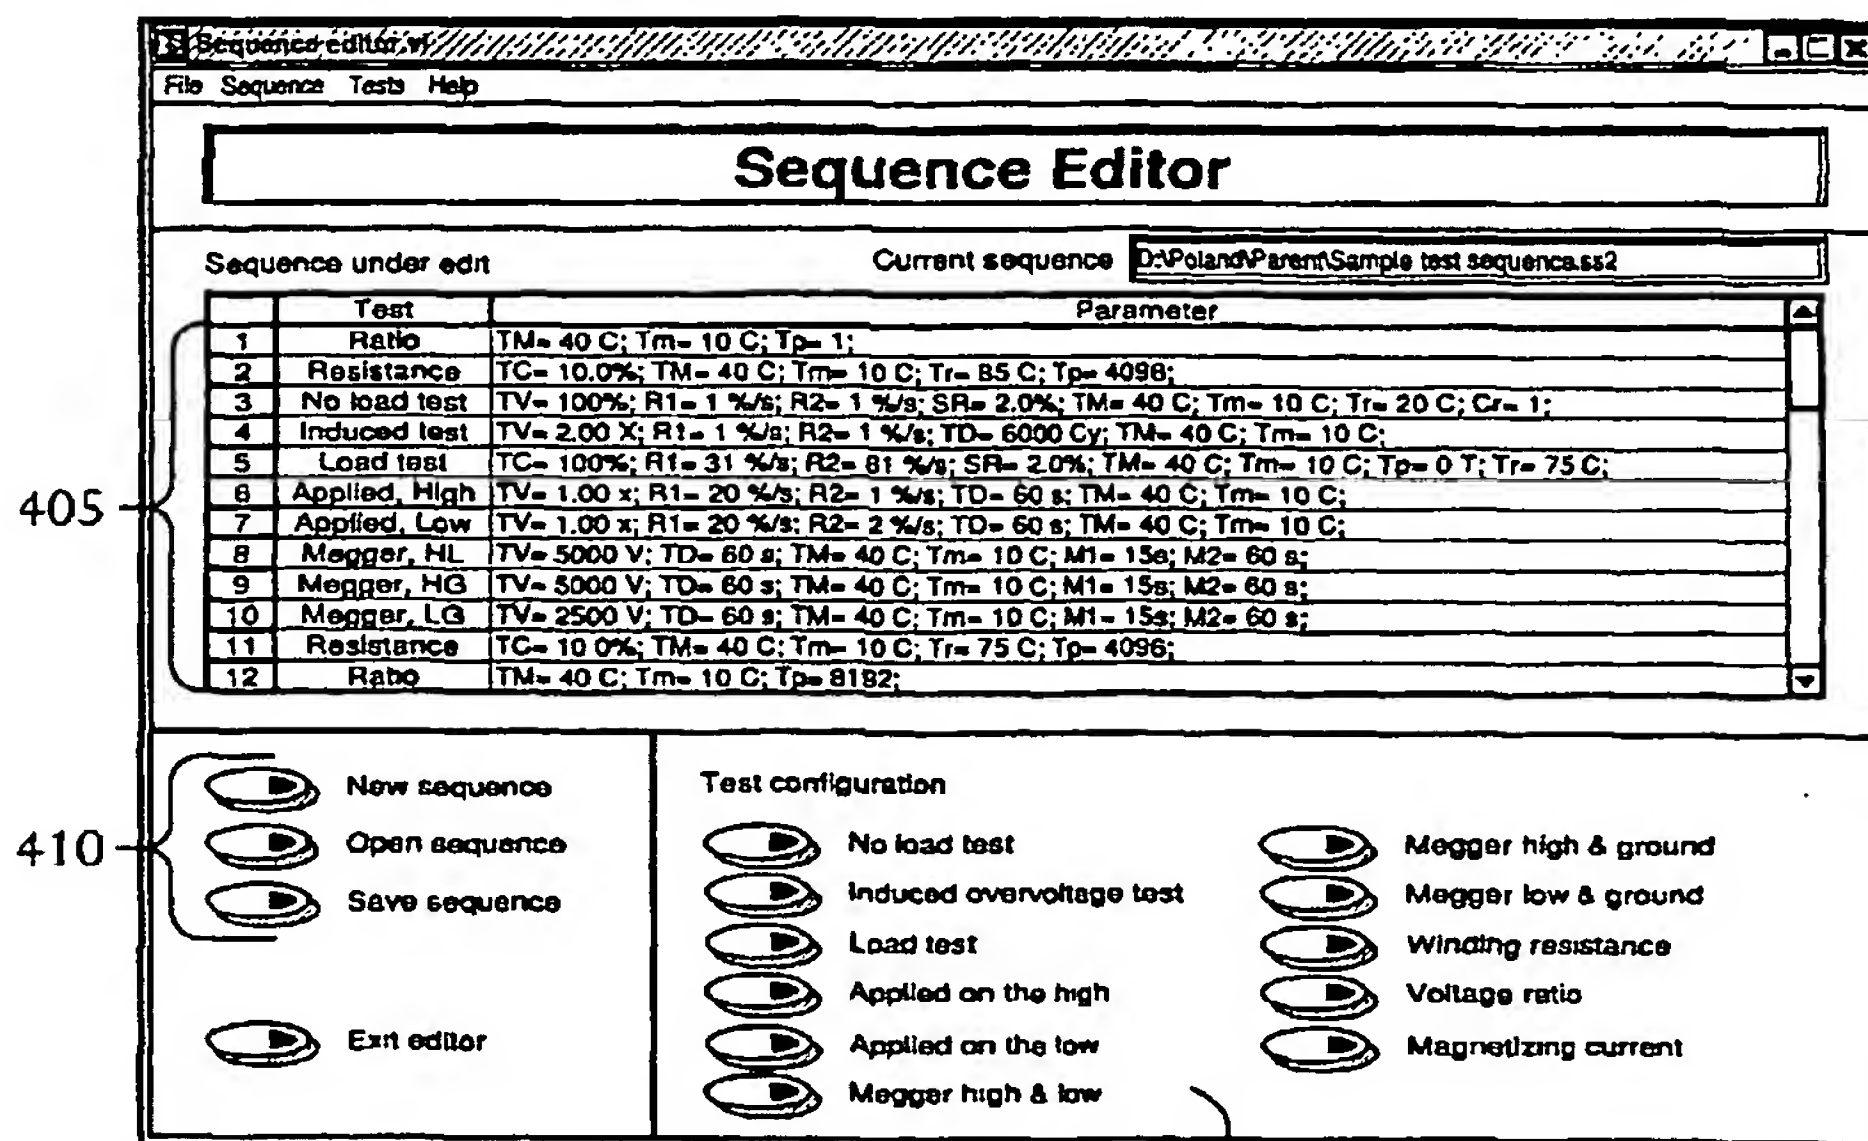 Sequence editor.vi
File Sequence Tests Help
Sequence Editor
Sequence under edit
Current sequence D:\Poland\Parent\Sample test sequence.ss2
Test Parameter
1 Ratio TM= 40 C; Tm= 10 C; Tp= 1;
2 Resistance TC= 10.0%; TM= 40 C; Tm= 10 C; Tr= 85 C; Tp= 4096;
3 No load test TV= 100%; R1= 1 %/s; R2= 1 %/s; SR= 2.0%; TM= 40 C; Tm= 10 C; Tr= 20 C; Cr= 1;
4 Induced test TV= 2.00 X; R1= 1 %/s; R2= 1 %/s; TD= 6000 Cy; TM= 40 C; Tm= 10 C;
5 Load test TC= 100%; R1= 31 %/s; R2= 81 %/s; SR= 2.0%; TM= 40 C; Tm= 10 C; Tp= 0 T; Tr= 75 C;
6 Applied, High TV= 1.00 x; R1= 20 %/s; R2= 1 %/s; TD= 60 s; TM= 40 C; Tm= 10 C;
7 Applied, Low TV= 1.00 x; R1= 20 %/s; R2= 2 %/s; TD= 60 s; TM= 40 C; Tm= 10 C;
8 Megger, HL TV= 5000 V; TD= 60 s; TM= 40 C; Tm= 10 C; M1= 15s; M2= 60 s;
9 Megger, HG TV= 5000 V; TD= 60 s; TM= 40 C; Tm= 10 C; M1= 15s; M2= 60 s;
10 Megger, LG TV= 2500 V; TD= 60 s; TM= 40 C; Tm= 10 C; M1= 15s; M2= 60 s;
11 Resistance TC= 10 0%; TM= 40 C; Tm= 10 C; Tr= 75 C; Tp= 4096;
12 Ratio TM= 40 C; Tm= 10 C; Tp= 8192;
405
410
New sequence
Open sequence
Save sequence
Exit editor
Test configuration
No load test
Induced overvoltage test
Load test
Applied on the high
Applied on the low
Megger high & low
Megger high & ground
Megger low & ground
Winding resistance
Voltage ratio
Magnetizing current